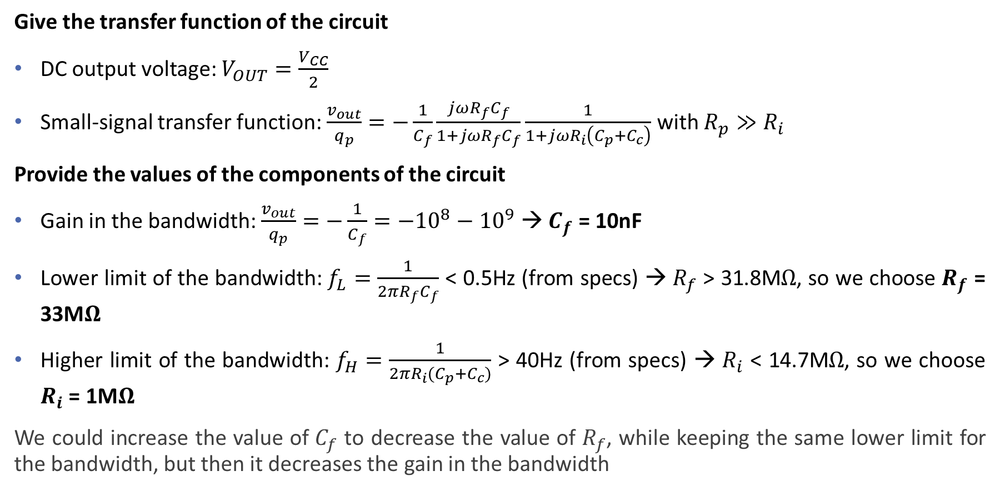 Give the transfer function of the circuit
• DC output voltage: $V_{OUT} = \frac{V_{CC}}{2}$
• Small-signal transfer function: $\frac{v_{out}}{q_p} = -\frac{1}{C_f}\frac{j\omega R_f C_f}{1+j\omega R_f C_f}\frac{1}{1+j\omega R_i(C_p+C_c)}$ with $R_p \gg R_i$
Provide the values of the components of the circuit
• Gain in the bandwidth: $\frac{v_{out}}{q_p} = -\frac{1}{C_f} = -10^8 - 10^9$ → $C_f$ = 10nF
• Lower limit of the bandwidth: $f_L = \frac{1}{2\pi R_f C_f}$ < 0.5Hz (from specs) → $R_f$ > 31.8MΩ, so we choose $R_f$ =
33MΩ
• Higher limit of the bandwidth: $f_H = \frac{1}{2\pi R_i(C_p+C_c)}$ > 40Hz (from specs) → $R_i$ < 14.7MΩ, so we choose
$R_i$ = 1MΩ
We could increase the value of $C_f$ to decrease the value of $R_f$, while keeping the same lower limit for
the bandwidth, but then it decreases the gain in the bandwidth